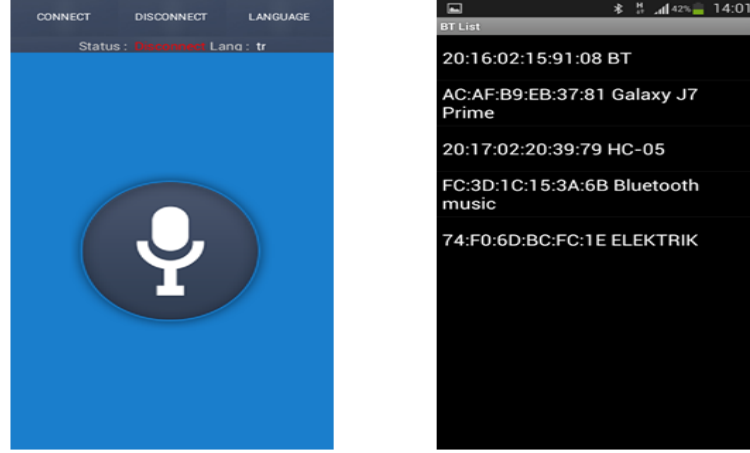 CONNECT DISCONNECT LANGUAGE
Status : Disconnect Lang : tr
42% 14:01
BT List
20:16:02:15:91:08 BT
AC:AF:B9:EB:37:81 Galaxy J7
Prime
20:17:02:20:39:79 HC-05
FC:3D:1C:15:3A:6B Bluetooth
music
74:F0:6D:BC:FC:1E ELEKTRIK